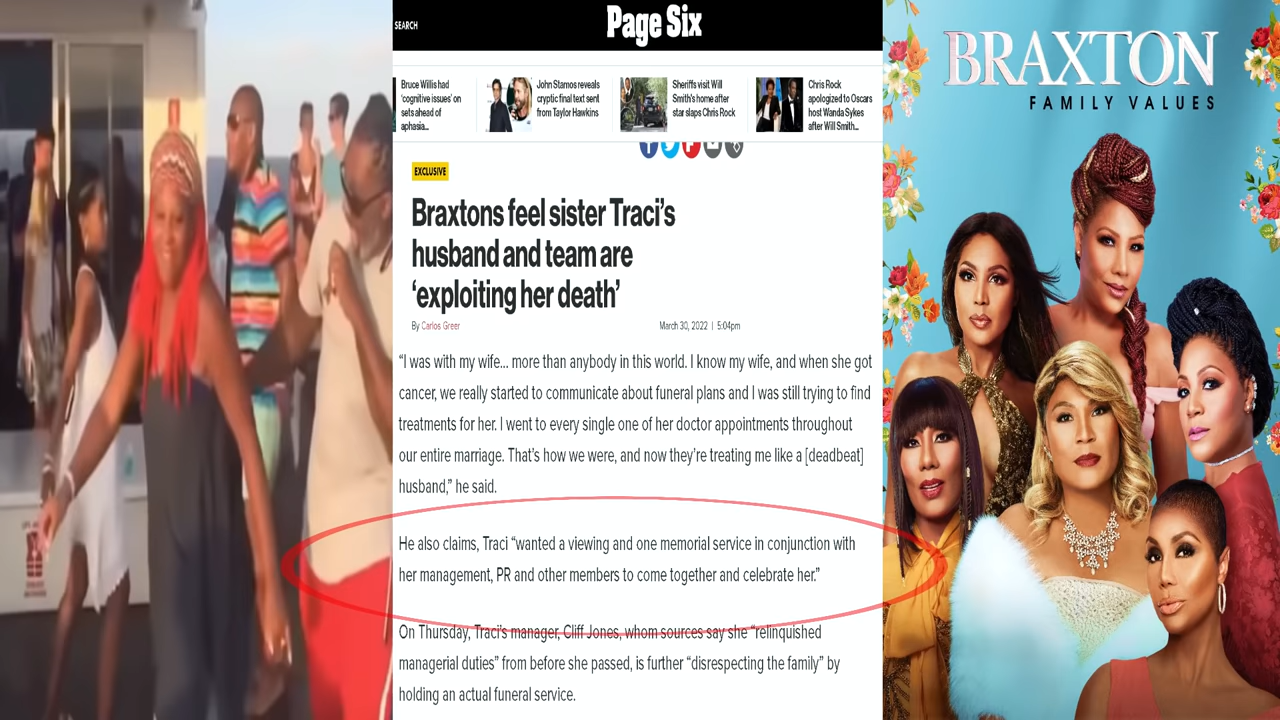 SEARCH
Page Six
Bruce Willis had
'cognitive issues' on
sets ahead of
aphasia...
John Stamos reveals
cryptic final text sent
from Taylor Hawkins
Sheriffs visit Will
Smith's home after
star slaps Chris Rock
Chris Rock
apologized to Oscars
host Wanda Sykes
after Will Smith...
EXCLUSIVE
Braxtons feel sister Traci's
husband and team are
'exploiting her death'
By Carlos Greer
March 30, 2022 | 5:04pm
“I was with my wife... more than anybody in this world. I know my wife, and when she got
cancer, we really started to communicate about funeral plans and I was still trying to find
treatments for her. I went to every single one of her doctor appointments throughout
our entire marriage. That’s how we were, and now they’re treating me like a [deadbeat]
husband,” he said.
He also claims, Traci “wanted a viewing and one memorial service in conjunction with
her management, PR and other members to come together and celebrate her.”
On Thursday, Traci’s manager, Cliff Jones, whom sources say she “relinquished
managerial duties” from before she passed, is further “disrespecting the family” by
holding an actual funeral service.
BRAXTON
FAMILY VALUES